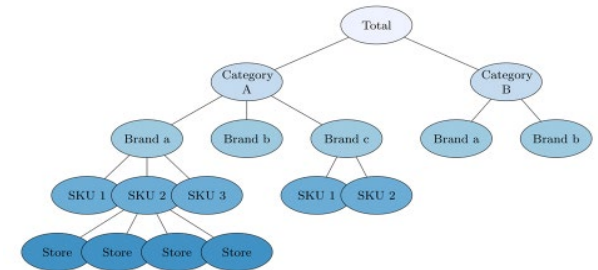 Total
Category
A
Category
B
Brand a
Brand b
Brand c
Brand a
Brand b
SKU 1
SKU 2
SKU 3
SKU 1
SKU 2
Store
Store
Store
Store